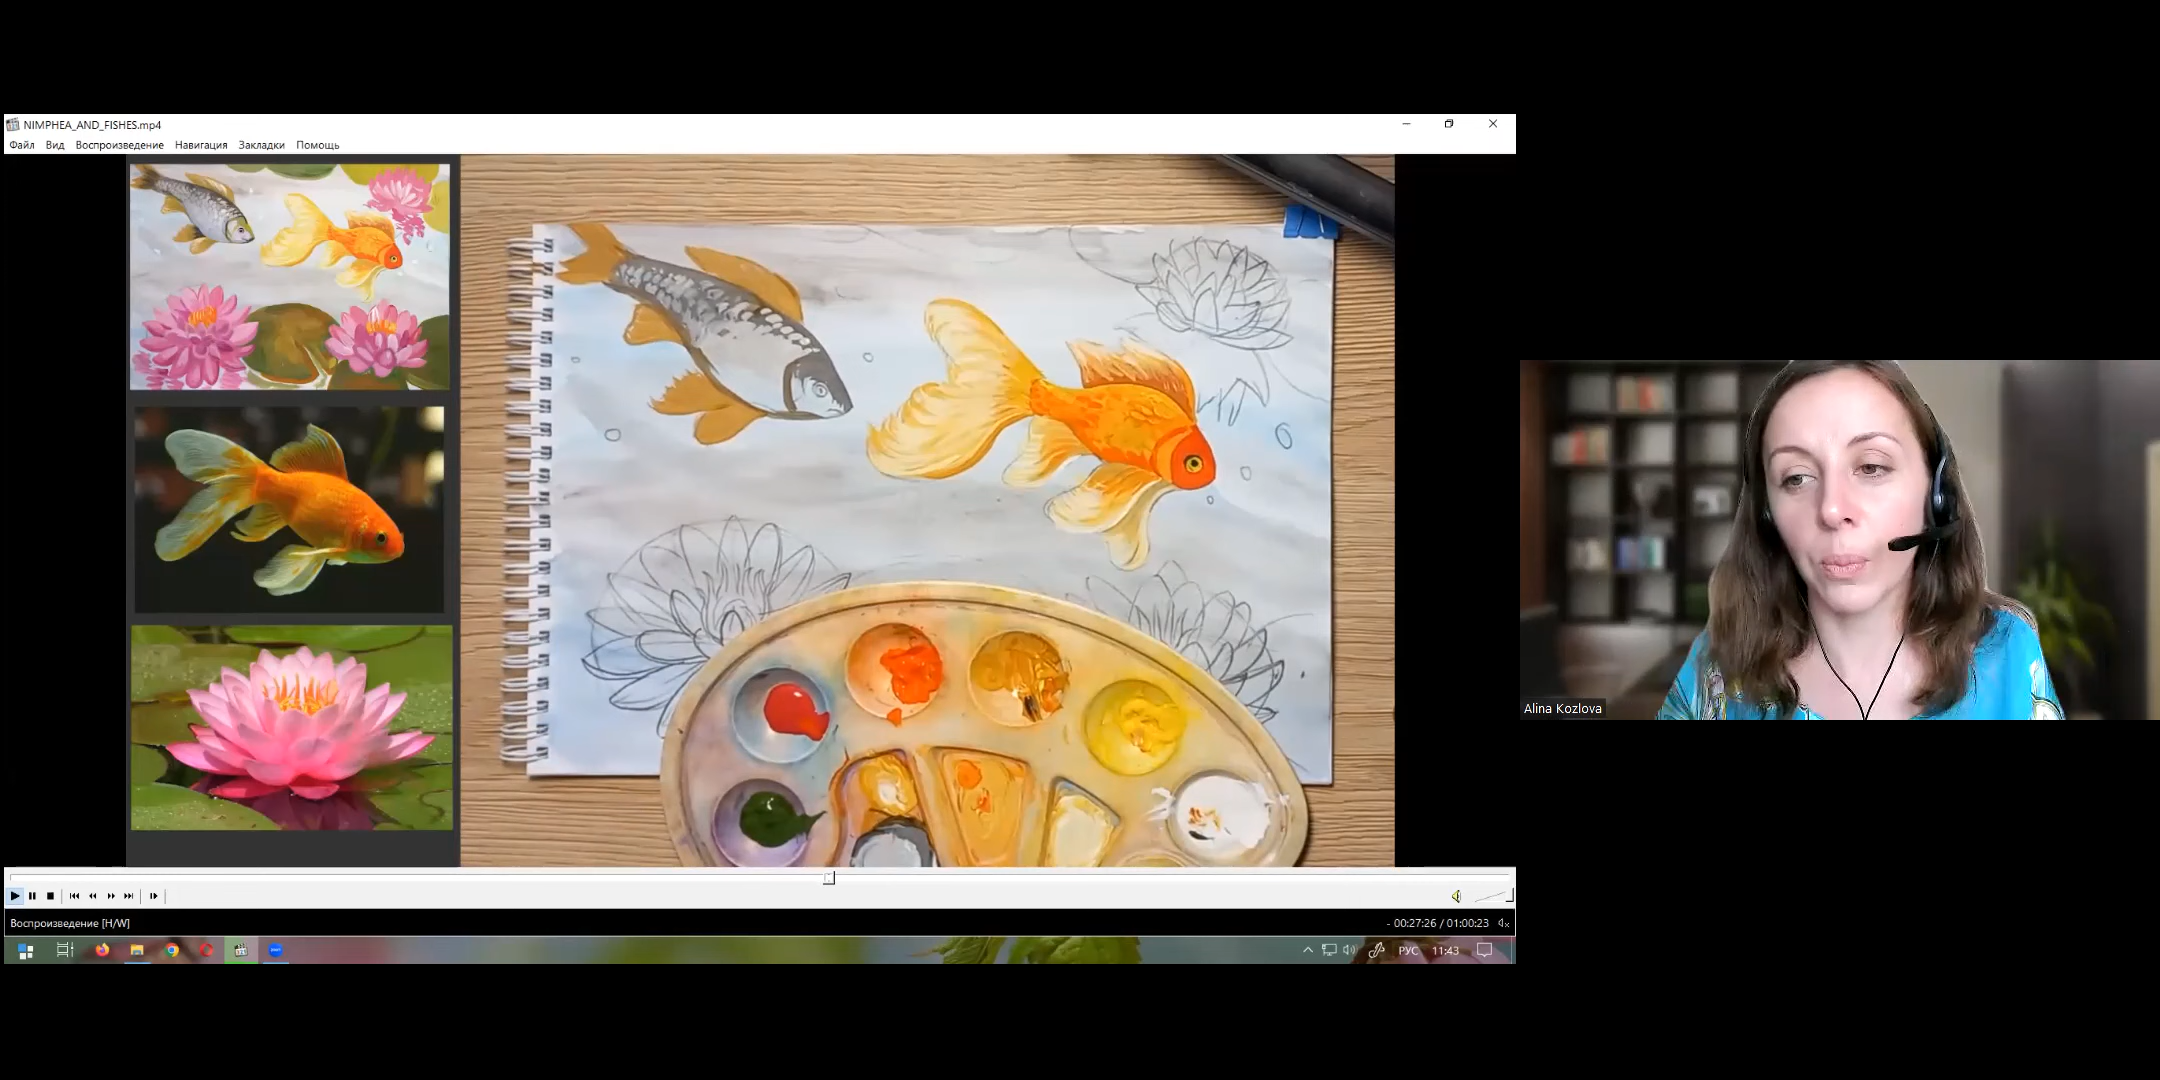 NIMPHEA_AND_FISHES.mp4
Файл Вид Воспроизведение Навигация Закладки Помощь
Alina Kozlova
Воспроизведение [H/W]
- 00:27:26 / 01:00:23
РУС 11:43